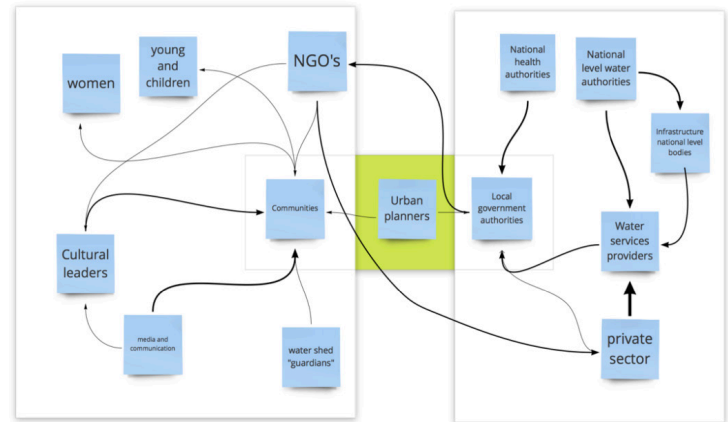 women
young
and
children
NGO's
National
health
authorities
National
level water
authorities
Infrastructure
national level
bodies
Communities
Urban
planners
Local
government
authorities
Water
services
providers
Cultural
leaders
media and
communication
water shed
"guardians"
private
sector